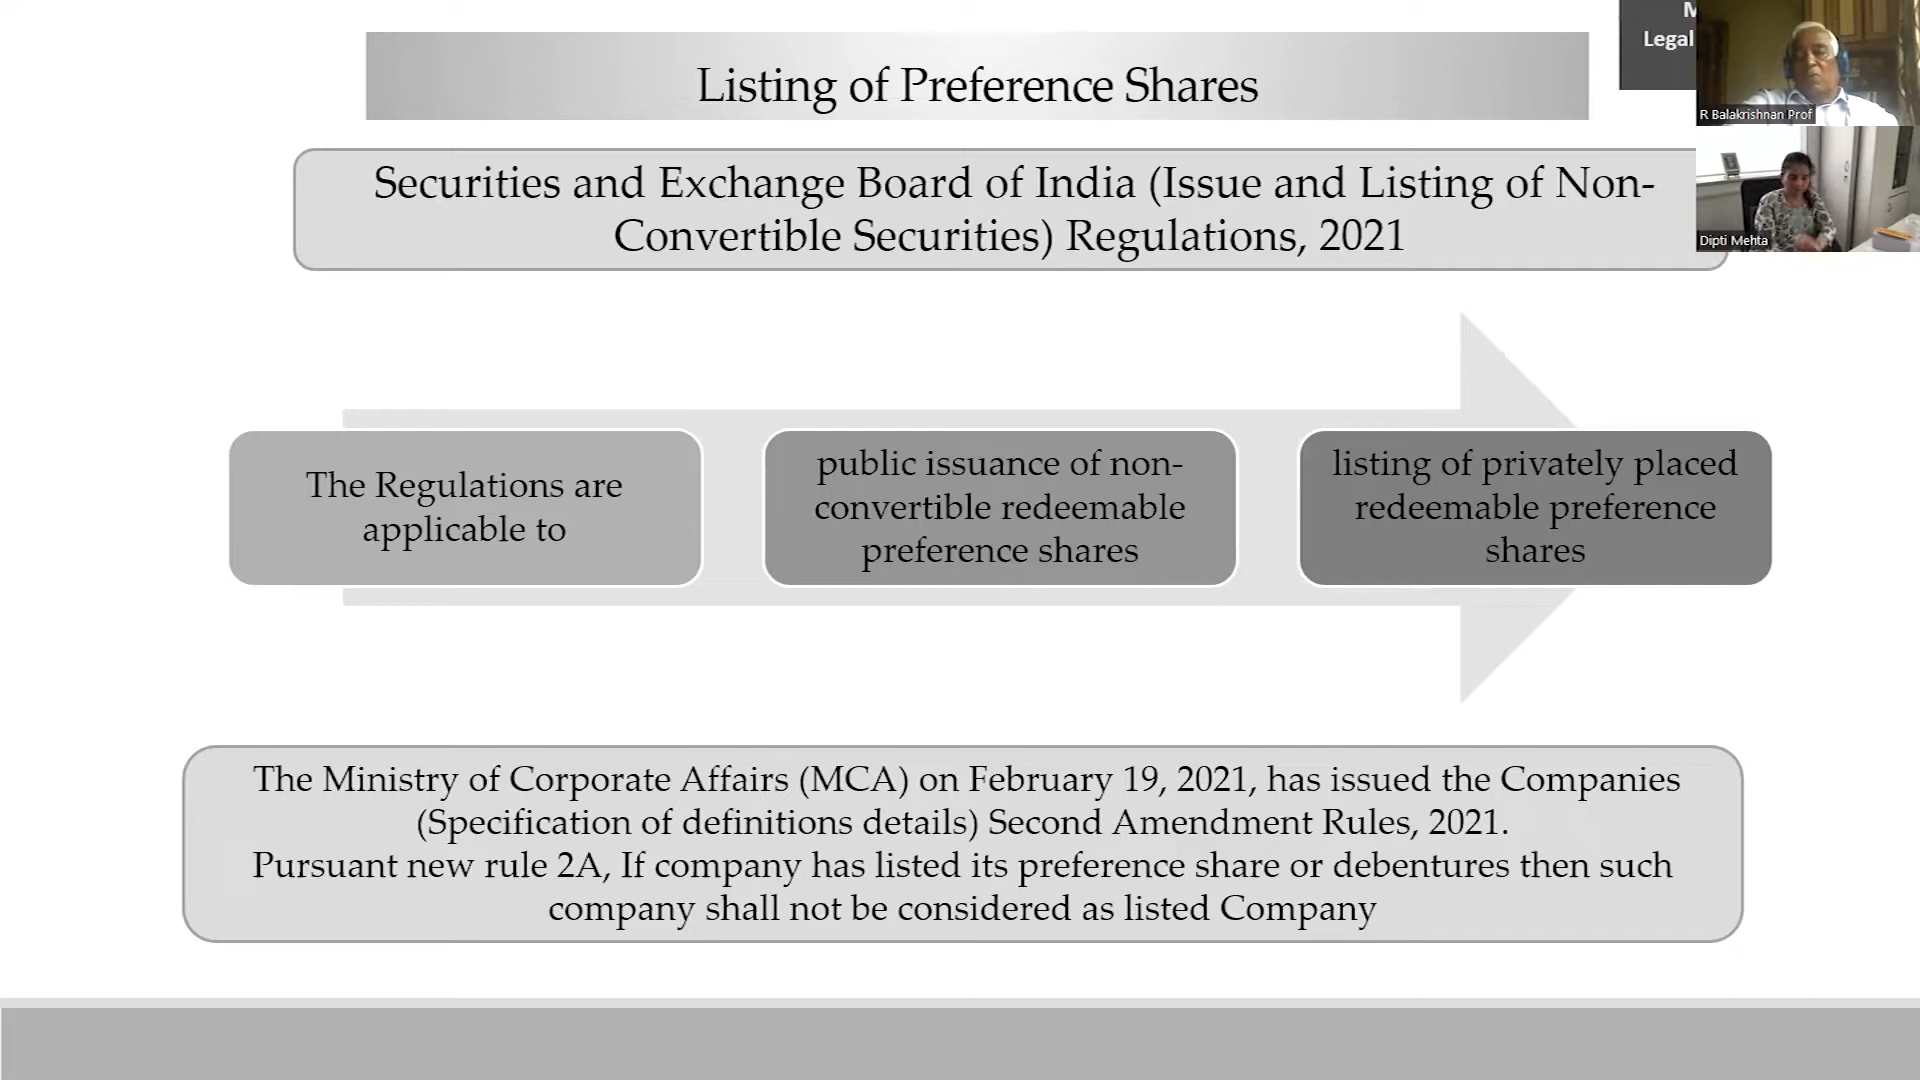 Listing of Preference Shares
Legal
R Balakrishnan Prof
Securities and Exchange Board of India (Issue and Listing of Non-
Convertible Securities) Regulations, 2021
Dipti Mehta
The Regulations are
applicable to
public issuance of non-
convertible redeemable
preference shares
listing of privately placed
redeemable preference
shares
The Ministry of Corporate Affairs (MCA) on February 19, 2021, has issued the Companies
(Specification of definitions details) Second Amendment Rules, 2021.
Pursuant new rule 2A, If company has listed its preference share or debentures then such
company shall not be considered as listed Company